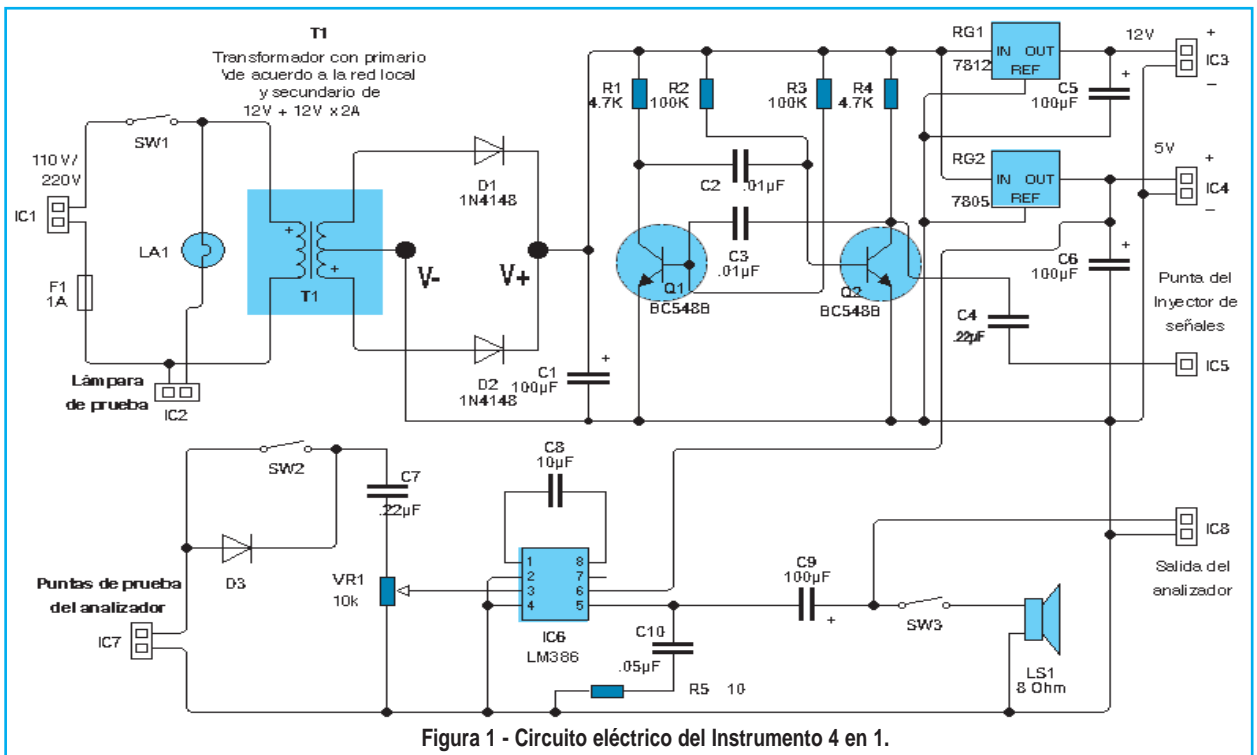 T1
Transformador con primario
\de acuerdo a la red local
y secundario de
12V + 12V x 2A
SW1
110 V/
220V
IC1
F1
1A
LA1
T1
Lámpara
de prueba
IC2
D1
1N4148
V-
V+
D2
1N4148
C1
100µF
+
R1
4.7K
R2
100K
R3
100K
R4
4.7K
C2
.01µF
C3
.01µF
Q1
BC548B
Q2
BC548B
RG1
IN OUT
7812
REF
12V
+
IC3
−
C5
100µF
+
RG2
IN OUT
7805
REF
5V
+
IC4
−
C6
100µF
+
Punta del
Inyector de
señales
C4
.22µF
IC5
SW2
C7
.22µF
D3
Puntas de prueba
del analizador
IC7
VR1
10k
C8
10µF
1 8
2 7
3 6
4 5
IC6
LM386
C10
.05µF
R5 10
C9
100µF
+
SW3
LS1
8 Ohm
IC8
Salida del
analizador
Figura 1 - Circuito eléctrico del Instrumento 4 en 1.